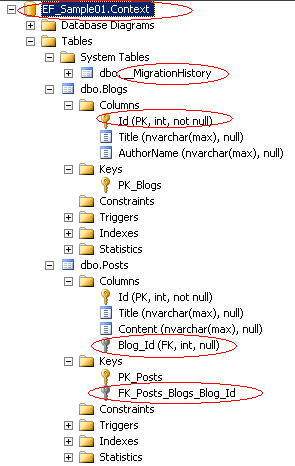 EF_Sample01.Context
Database Diagrams
Tables
System Tables
dbo.__MigrationHistory
dbo.Blogs
Columns
Id (PK, int, not null)
Title (nvarchar(max), null)
AuthorName (nvarchar(max), null)
Keys
PK_Blogs
Constraints
Triggers
Indexes
Statistics
dbo.Posts
Columns
Id (PK, int, not null)
Title (nvarchar(max), null)
Content (nvarchar(max), null)
Blog_Id (FK, int, null)
Keys
PK_Posts
FK_Posts_Blogs_Blog_Id
Constraints
Triggers
Indexes
Statistics